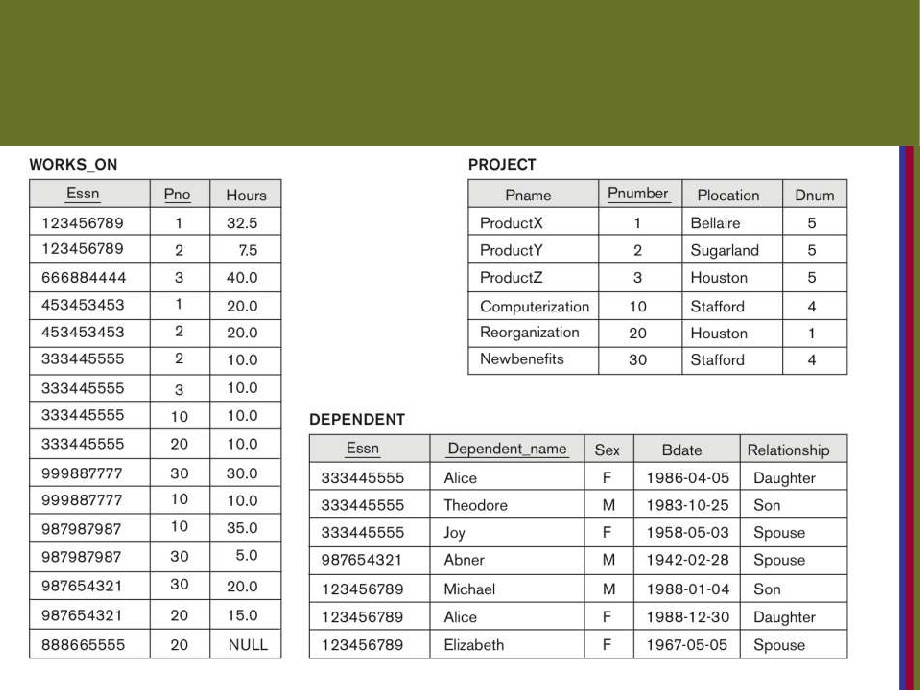 WORKS_ON
Essn Pno Hours
123456789 1 32.5
123456789 2 7.5
666884444 3 40.0
453453453 1 20.0
453453453 2 20.0
333445555 2 10.0
333445555 3 10.0
333445555 10 10.0
333445555 20 10.0
999887777 30 30.0
999887777 10 10.0
987987987 10 35.0
987987987 30 5.0
987654321 30 20.0
987654321 20 15.0
888665555 20 NULL
PROJECT
Pname Pnumber Plocation Dnum
ProductX 1 Bellaire 5
ProductY 2 Sugarland 5
ProductZ 3 Houston 5
Computerization 10 Stafford 4
Reorganization 20 Houston 1
Newbenefits 30 Stafford 4
DEPENDENT
Essn Dependent_name Sex Bdate Relationship
333445555 Alice F 1986-04-05 Daughter
333445555 Theodore M 1983-10-25 Son
333445555 Joy F 1958-05-03 Spouse
987654321 Abner M 1942-02-28 Spouse
123456789 Michael M 1988-01-04 Son
123456789 Alice F 1988-12-30 Daughter
123456789 Elizabeth F 1967-05-05 Spouse